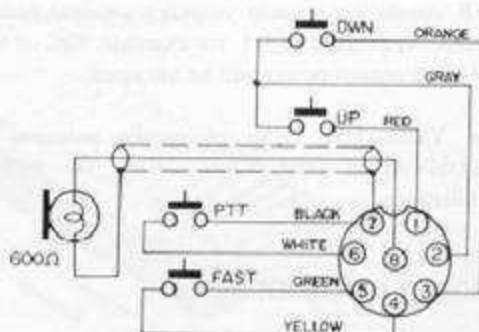 DWN ORANGE
GRAY
UP RED
PTT BLACK
7 1
WHITE 6 8 2
600Ω
FAST GREEN 5 4 3
YELLOW